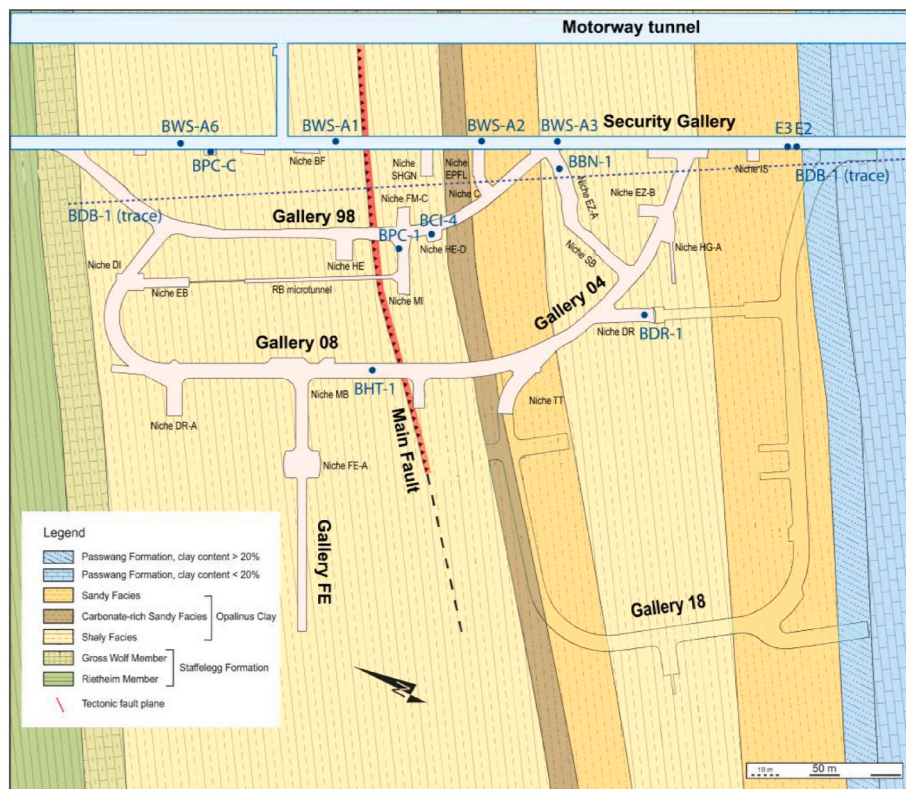 Motorway tunnel
BWS-A6
BWS-A1
BWS-A2
BWS-A3
Security Gallery
E3
E2
BPC-C
Niche BF
Niche
SHGN
Niche
EPFL
BBN-1
Niche IS
BDB-1 (trace)
BDB-1 (trace)
Gallery 98
Niche FM-C
Niche C
Niche EZ-A
Niche EZ-B
BCI-4
BPC-1
Niche DI
Niche HE
Niche HE-D
Niche SB
Niche HG-A
Niche EB
RB microtunnel
Niche MI
Gallery 04
Gallery 08
Niche DR
BDR-1
BHT-1
Niche MB
Niche TT
Niche DR-A
Main Fault
Niche FE-A
Gallery FE
Gallery 18
Legend
Passwang Formation, clay content > 20%
Passwang Formation, clay content < 20%
Sandy Facies
Carbonate-rich Sandy Facies
Opalinus Clay
Shaly Facies
Gross Wolf Member
Staffelegg Formation
Rietheim Member
Tectonic fault plane
N
10 m
50 m